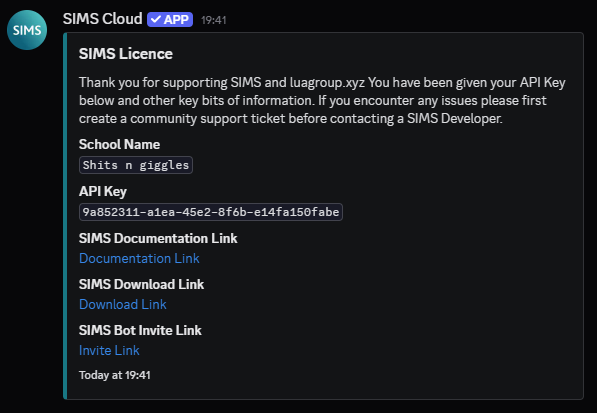 SIMS
SIMS Cloud ✓ APP 19:41
SIMS Licence
Thank you for supporting SIMS and luagroup.xyz You have been given your API Key
below and other key bits of information. If you encounter any issues please first
create a community support ticket before contacting a SIMS Developer.
School Name
Shits n giggles
API Key
9a852311-a1ea-45e2-8f6b-e14fa150fabe
SIMS Documentation Link
Documentation Link
SIMS Download Link
Download Link
SIMS Bot Invite Link
Invite Link
Today at 19:41